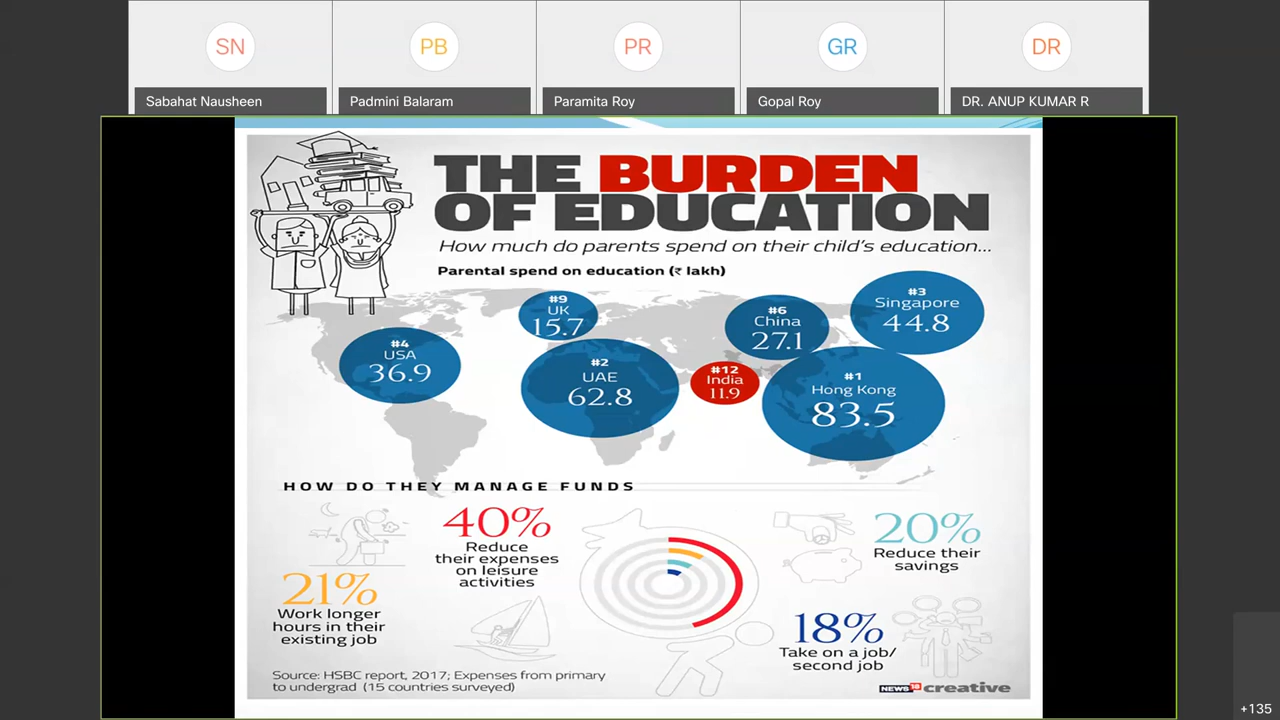 SN
PB
PR
GR
DR
Sabahat Nausheen
Padmini Balaram
Paramita Roy
Gopal Roy
DR. ANUP KUMAR R
THE BURDEN
OF EDUCATION
How much do parents spend on their child's education...
Parental spend on education (₹ lakh)
#4
USA
36.9
#9
UK
15.7
#2
UAE
62.8
#12
India
11.9
#6
China
27.1
#3
Singapore
44.8
#1
Hong Kong
83.5
HOW DO THEY MANAGE FUNDS
21%
Work longer
hours in their
existing job
40%
Reduce
their expenses
on leisure
activities
20%
Reduce their
savings
18%
Take on a job/
second job
Source: HSBC report, 2017; Expenses from primary
to undergrad (15 countries surveyed)
NEWS18 creative
+135